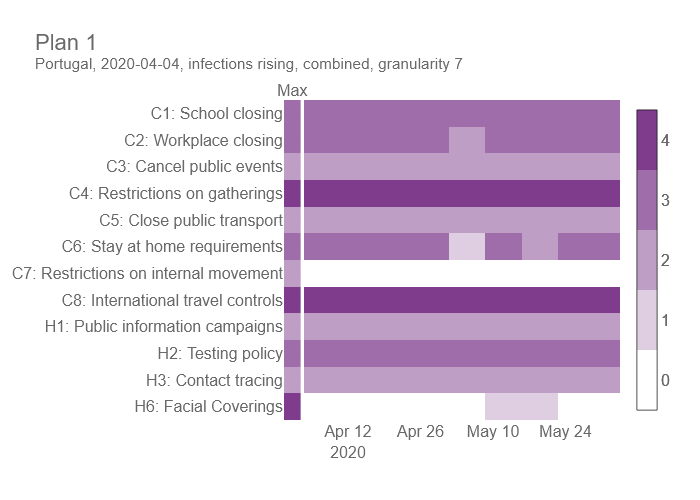 Plan 1
Portugal, 2020-04-04, infections rising, combined, granularity 7
Max
C1: School closing
C2: Workplace closing
C3: Cancel public events
C4: Restrictions on gatherings
C5: Close public transport
C6: Stay at home requirements
C7: Restrictions on internal movement
C8: International travel controls
H1: Public information campaigns
H2: Testing policy
H3: Contact tracing
H6: Facial Coverings
Apr 12 Apr 26 May 10 May 24
2020
4
3
2
1
0